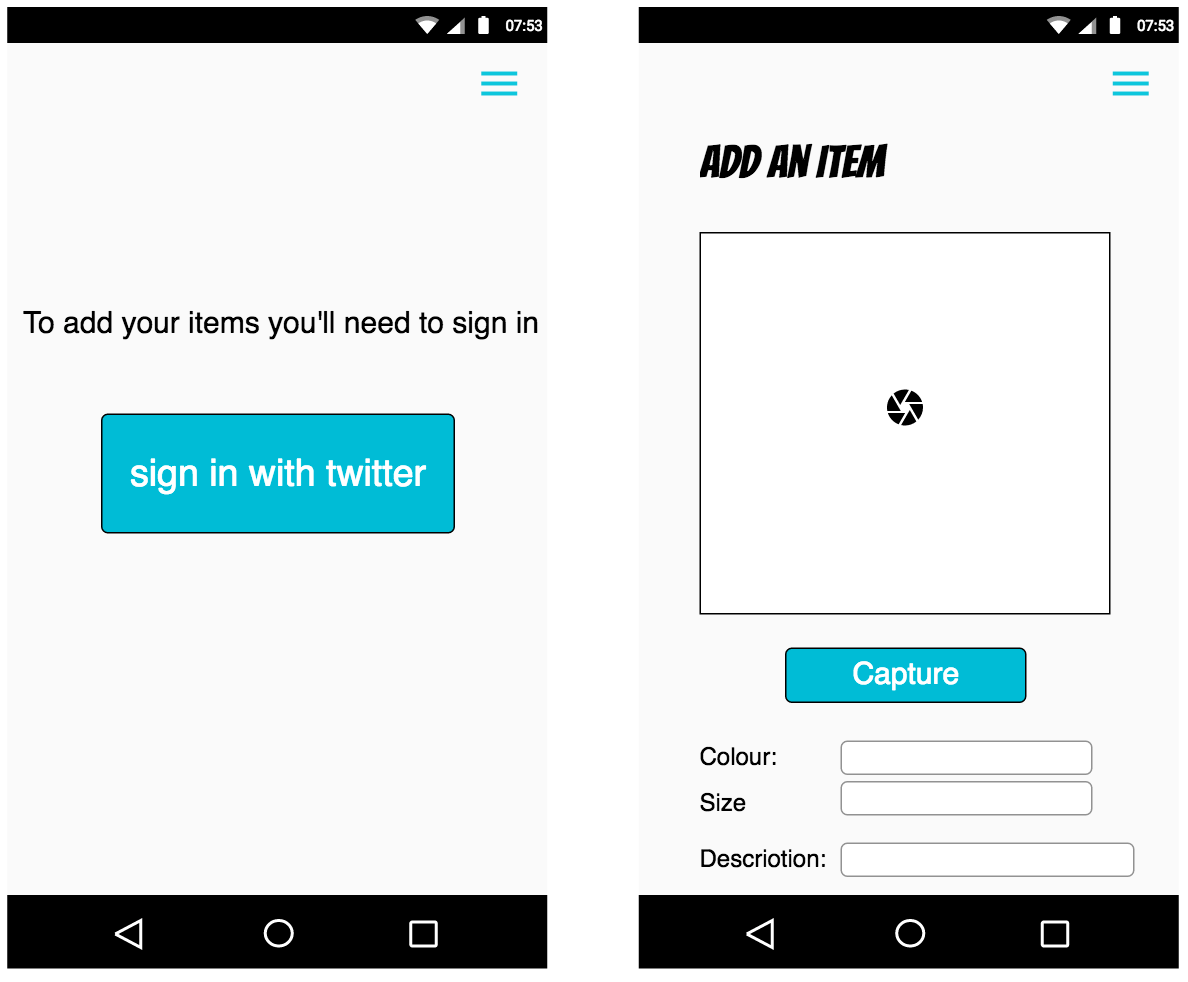 07:53
To add your items you'll need to sign in
sign in with twitter
07:53
ADD AN ITEM
Capture
Colour:
Size
Descriotion: